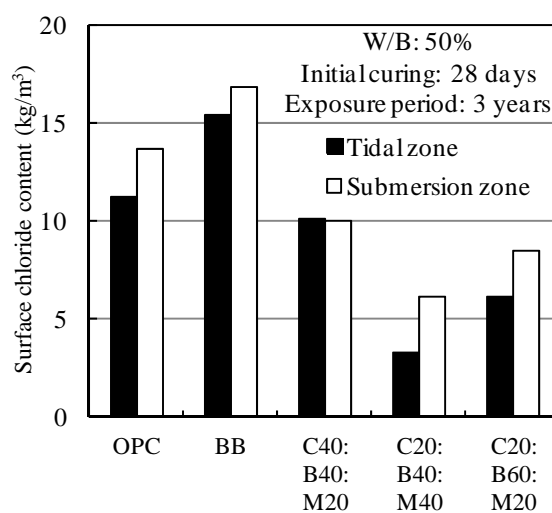 W/B: 50%
Initial curing: 28 days
Exposure period: 3 years
Tidal zone
Submersion zone
Surface chloride content (kg/m³)
20
15
10
5
0
OPC
BB
C40:
B40:
M20
C20:
B40:
M40
C20:
B60:
M20